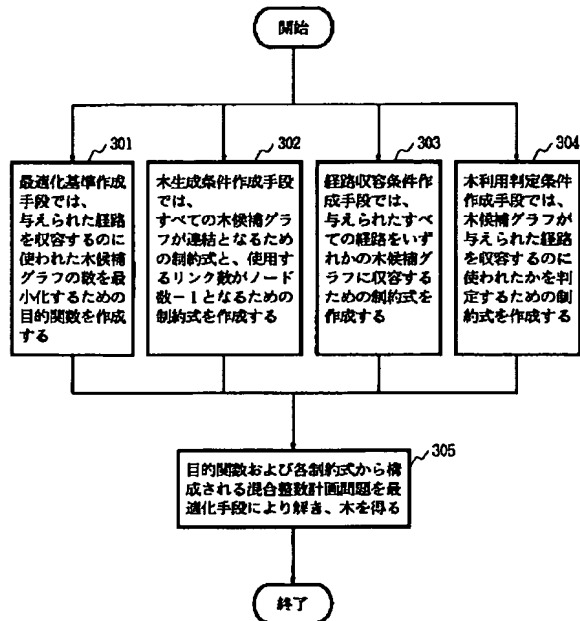 開始
301
最適化基準作成
手段では、
与えられた経路
を収容するのに
使われた木候補
グラフの数を最
小化するための
目的関数を作成
する
302
木生成条件作成手段
では、
すべての木候補グラ
フが連結となるため
の制約式と、使用す
るリンク数がノード
数−1となるための
制約式を作成する
303
経路収容条件作
成手段では、
与えられたすべ
ての経路をいず
れかの木候補グ
ラフに収容する
ための制約式を
作成する
304
木利用判定条件
作成手段では、
木候補グラフが
与えられた経路
を収容するのに
使われたかを判
定するための制
約式を作成する
305
目的関数および各制約式から構
成される混合整数計画問題を最
適化手段により解き、木を得る
終了